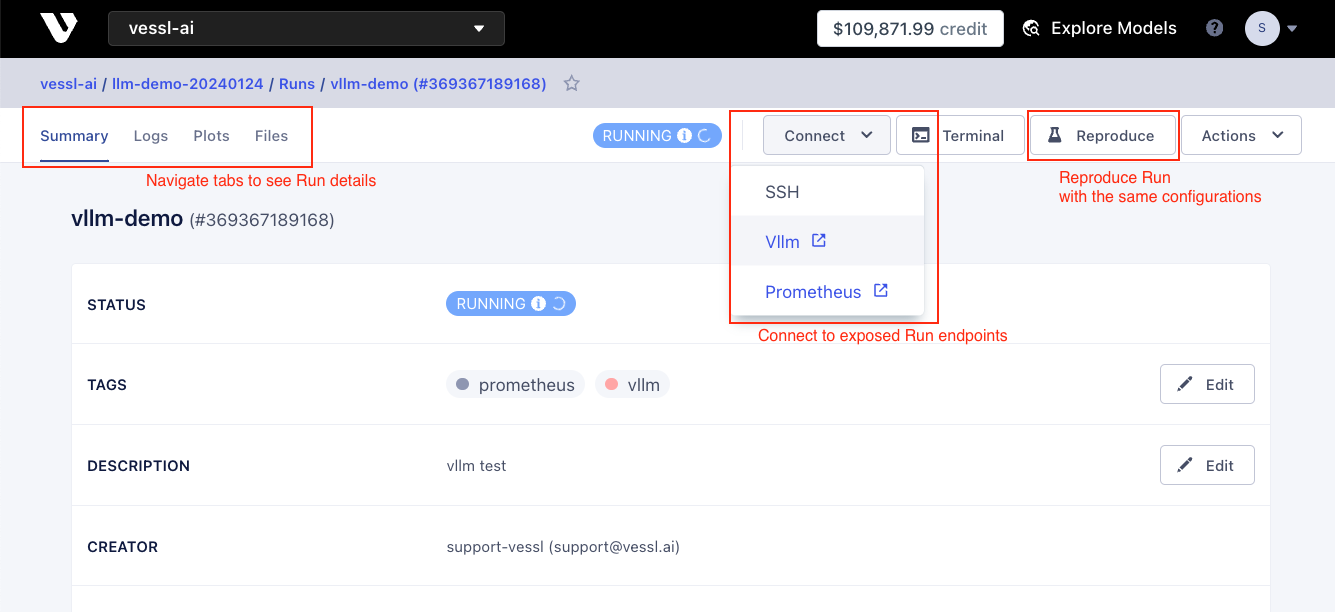 vessl-ai
$109,871.99 credit
Explore Models
?
S
vessl-ai / llm-demo-20240124 / Runs / vllm-demo (#369367189168)
Summary Logs Plots Files
RUNNING
Connect
Terminal
Reproduce
Actions
Navigate tabs to see Run details
SSH
Vllm
Prometheus
Connect to exposed Run endpoints
Reproduce Run
with the same configurations
vllm-demo (#369367189168)
STATUS RUNNING
TAGS prometheus vllm Edit
DESCRIPTION vllm test Edit
CREATOR support-vessl (support@vessl.ai)